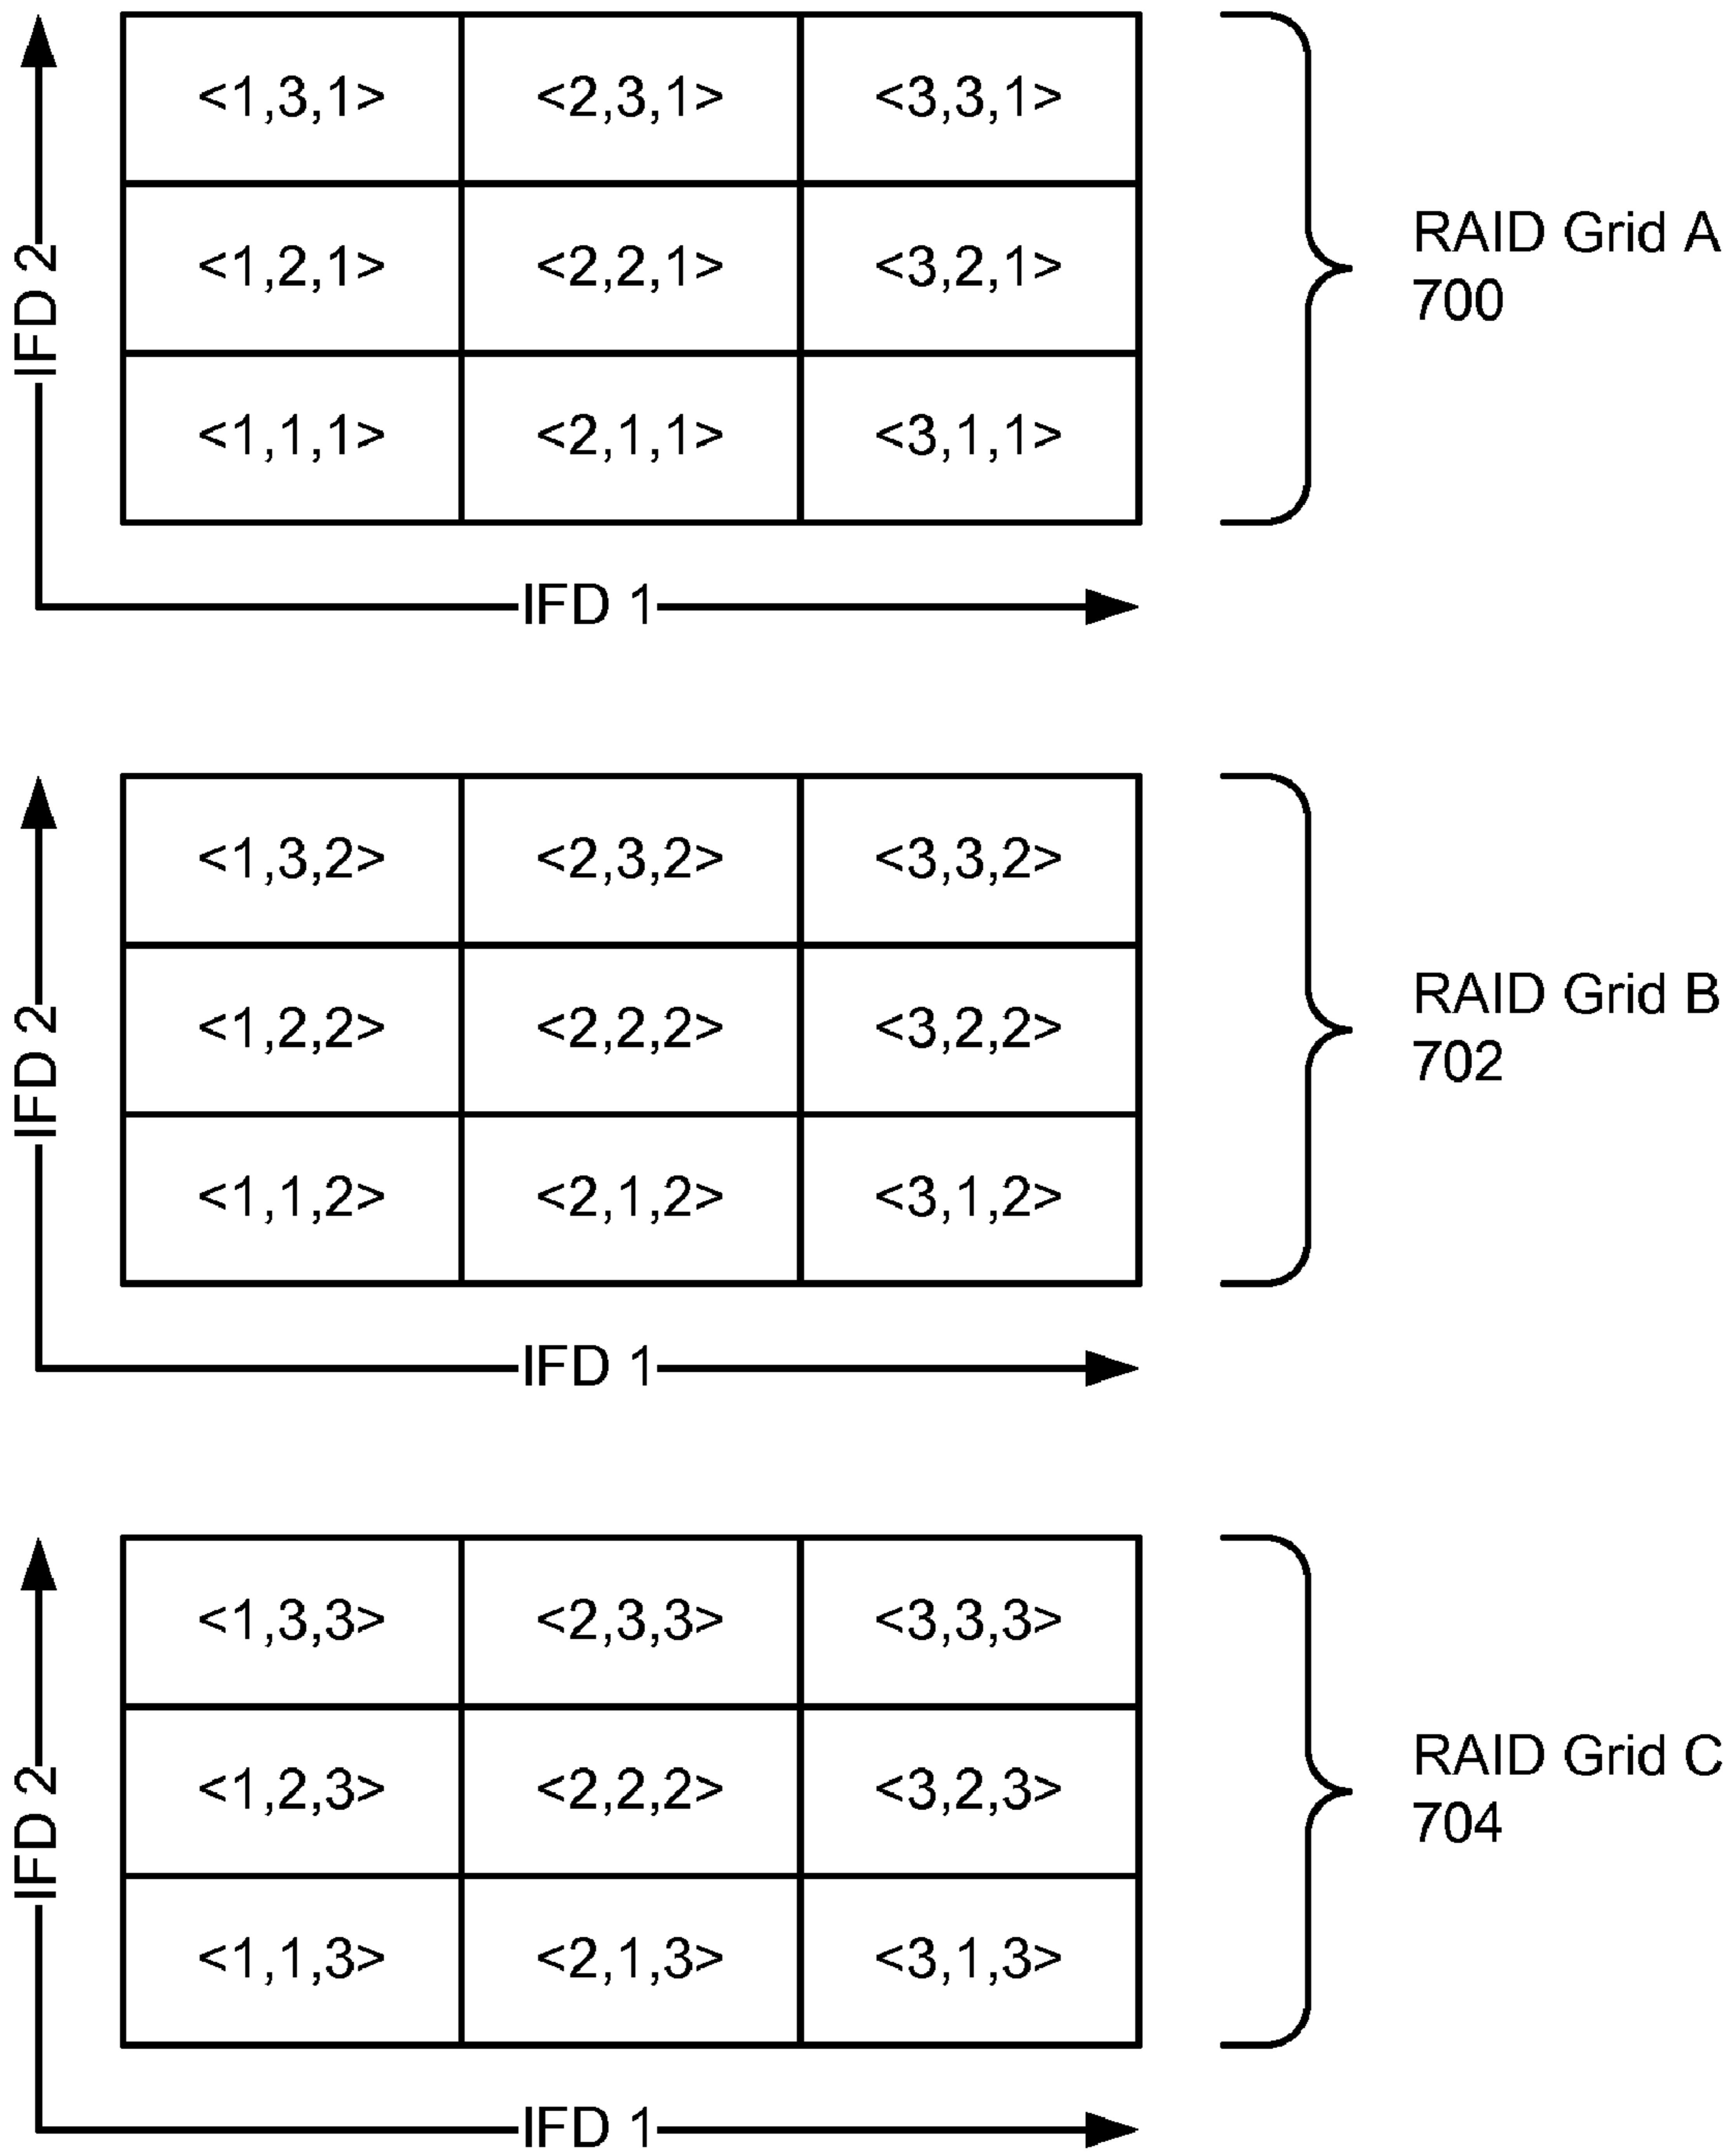 <1,3,1> <2,3,1> <3,3,1>
<1,2,1> <2,2,1> <3,2,1>
<1,1,1> <2,1,1> <3,1,1>
IFD 2
IFD 1
RAID Grid A
700
<1,3,2> <2,3,2> <3,3,2>
<1,2,2> <2,2,2> <3,2,2>
<1,1,2> <2,1,2> <3,1,2>
IFD 2
IFD 1
RAID Grid B
702
<1,3,3> <2,3,3> <3,3,3>
<1,2,3> <2,2,2> <3,2,3>
<1,1,3> <2,1,3> <3,1,3>
IFD 2
IFD 1
RAID Grid C
704